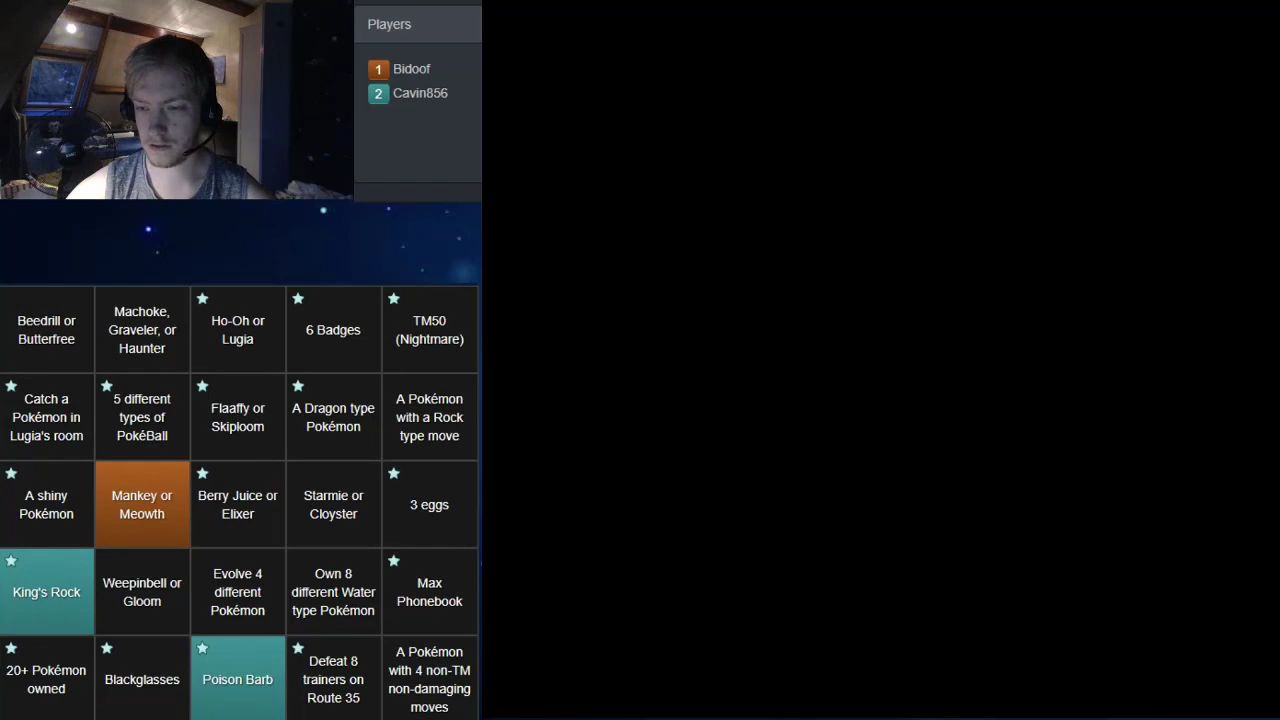 Players
1 Bidoof
2 Cavin856
Beedrill or
Butterfree
Machoke,
Graveler, or
Haunter
Ho-Oh or
Lugia
6 Badges
TM50
(Nightmare)
Catch a
Pokémon in
Lugia's room
5 different
types of
PokéBall
Flaaffy or
Skiploom
A Dragon type
Pokémon
A Pokémon
with a Rock
type move
A shiny
Pokémon
Mankey or
Meowth
Berry Juice or
Elixer
Starmie or
Cloyster
3 eggs
King's Rock
Weepinbell or
Gloom
Evolve 4
different
Pokémon
Own 8
different Water
type Pokémon
Max
Phonebook
20+ Pokémon
owned
Blackglasses
Poison Barb
Defeat 8
trainers on
Route 35
A Pokémon
with 4 non-TM
non-damaging
moves